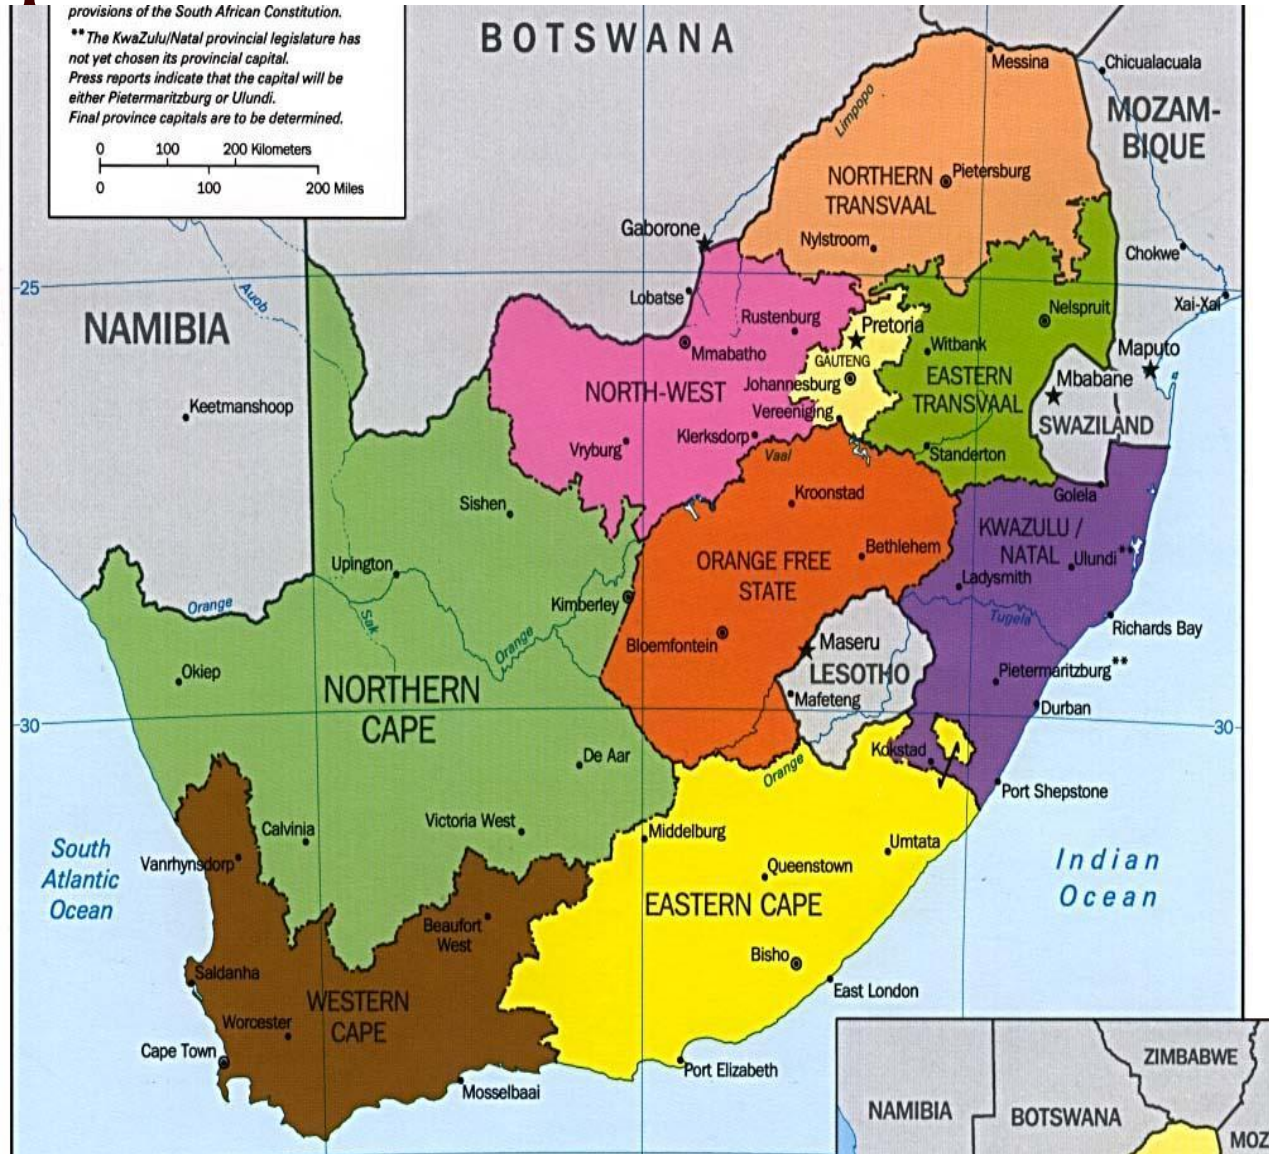 provisions of the South African Constitution.
**The KwaZulu/Natal provincial legislature has
not yet chosen its provincial capital.
Press reports indicate that the capital will be
either Pietermaritzburg or Ulundi.
Final province capitals are to be determined.
0 100 200 Kilometers
0 100 200 Miles
BOTSWANA
Messina
Chicualacuala
MOZAM-
BIQUE
Limpopo
NORTHERN
TRANSVAAL
Pietersburg
Nylstroom
Gaborone
Chokwe
Xai-Xai
25
Auob
NAMIBIA
Keetmanshoop
Lobatse
Rustenburg
Mmabatho
NORTH-WEST
Pretoria
GAUTENG
Johannesburg
Vereeniging
Klerksdorp
Vryburg
Vaal
Nelspruit
Witbank
EASTERN
TRANSVAAL
Standerton
Maputo
Mbabane
SWAZILAND
Golela
Sishen
Upington
Orange
Sak
Orange
Kimberley
Kroonstad
Bethlehem
ORANGE FREE
STATE
Bloemfontein
KWAZULU /
NATAL
Ulundi **
Ladysmith
Tugela
Richards Bay
Maseru
LESOTHO
Mafeteng
Pietermaritzburg **
Durban
Okiep
NORTHERN
CAPE
30
30
De Aar
Orange
Kokstad
Port Shepstone
Calvinia
Victoria West
Middelburg
Umtata
Vanrhynsdorp
Queenstown
South
Atlantic
Ocean
Indian
Ocean
EASTERN CAPE
Beaufort
West
Bisho
East London
Saldanha
WESTERN
CAPE
Worcester
Cape Town
Mosselbaai
Port Elizabeth
NAMIBIA
BOTSWANA
ZIMBABWE
MOZ